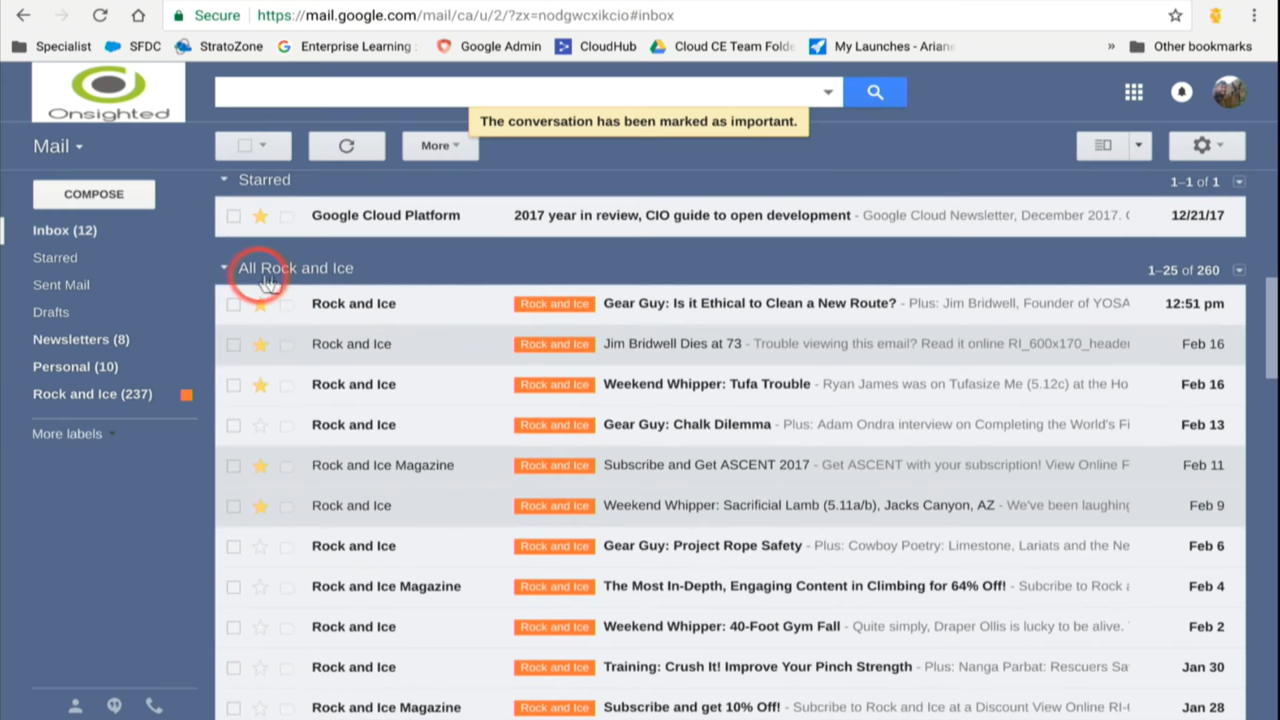 Secure https://mail.google.com/mail/ca/u/2/?zx=nodgwcxikcio#inbox
Specialist SFDC StratoZone Enterprise Learning : Google Admin CloudHub Cloud CE Team Folde My Launches - Ariane » Other bookmarks
Onsighted
The conversation has been marked as important.
Mail More
COMPOSE
Inbox (12)
Starred
Sent Mail
Drafts
Newsletters (8)
Personal (10)
Rock and Ice (237)
More labels
Starred 1–1 of 1
Google Cloud Platform 2017 year in review, CIO guide to open development - Google Cloud Newsletter, December 2017. 12/21/17
All Rock and Ice 1–25 of 260
Rock and Ice Rock and Ice Gear Guy: Is it Ethical to Clean a New Route? - Plus: Jim Bridwell, Founder of YOSA 12:51 pm
Rock and Ice Rock and Ice Jim Bridwell Dies at 73 - Trouble viewing this email? Read it online RI_600x170_header Feb 16
Rock and Ice Rock and Ice Weekend Whipper: Tufa Trouble - Ryan James was on Tufasize Me (5.12c) at the Ho Feb 16
Rock and Ice Rock and Ice Gear Guy: Chalk Dilemma - Plus: Adam Ondra interview on Completing the World's Fi Feb 13
Rock and Ice Magazine Rock and Ice Subscribe and Get ASCENT 2017 - Get ASCENT with your subscription! View Online F Feb 11
Rock and Ice Rock and Ice Weekend Whipper: Sacrificial Lamb (5.11a/b), Jacks Canyon, AZ - We've been laughing Feb 9
Rock and Ice Rock and Ice Gear Guy: Project Rope Safety - Plus: Cowboy Poetry: Limestone, Lariats and the Ne Feb 6
Rock and Ice Magazine Rock and Ice The Most In-Depth, Engaging Content in Climbing for 64% Off! - Subcribe to Rock a Feb 4
Rock and Ice Rock and Ice Weekend Whipper: 40-Foot Gym Fall - Quite simply, Draper Ollis is lucky to be alive. Feb 2
Rock and Ice Rock and Ice Training: Crush It! Improve Your Pinch Strength - Plus: Nanga Parbat: Rescuers Sa Jan 30
Rock and Ice Magazine Rock and Ice Subscribe and get 10% Off! - Subcribe to Rock and Ice at a Discount View Online RI- Jan 28